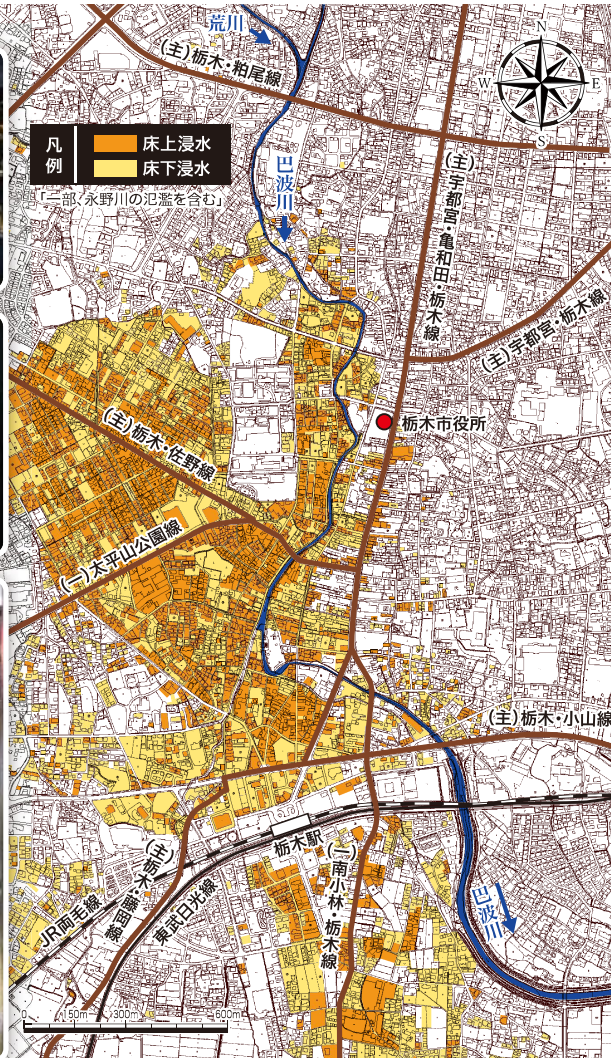 荒川
(主)栃木・粕尾線
N
W
E
S
凡例
床上浸水
床下浸水
「一部、永野川の氾濫を含む」
巴波川
(主)宇都宮・亀和田・栃木線
(主)宇都宮・栃木線
栃木市役所
(主)栃木・佐野線
(一)太平山公園線
(主)栃木・小山線
栃木駅
(主)栃木・藤岡線
(一)南小林・栃木線
JR両毛線
東武日光線
巴波川
0 150m 300m 600m